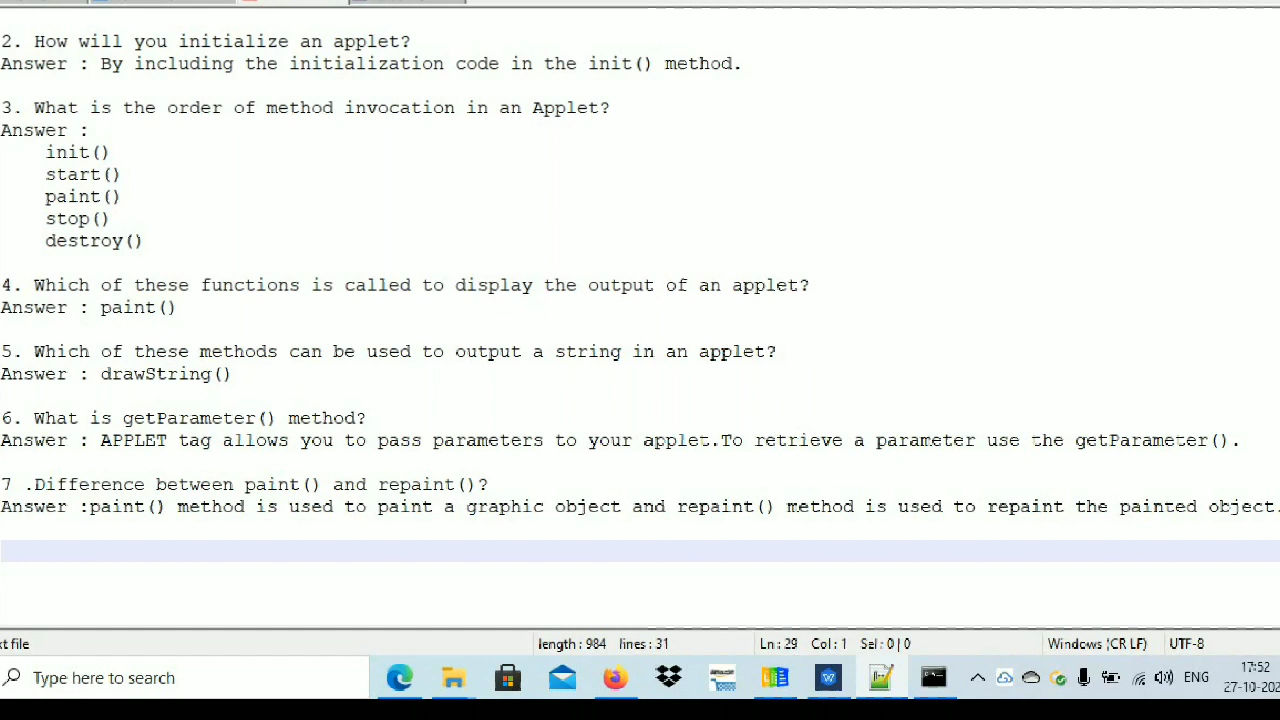 2. How will you initialize an applet?
Answer : By including the initialization code in the init() method.
3. What is the order of method invocation in an Applet?
Answer :
init()
start()
paint()
stop()
destroy()
4. Which of these functions is called to display the output of an applet?
Answer : paint()
5. Which of these methods can be used to output a string in an applet?
Answer : drawString()
6. What is getParameter() method?
Answer : APPLET tag allows you to pass parameters to your applet.To retrieve a parameter use the getParameter().
7 .Difference between paint() and repaint()?
Answer :paint() method is used to paint a graphic object and repaint() method is used to repaint the painted object.
xt file length : 984 lines : 31 Ln : 29 Col : 1 Sel : 0 | 0 Windows (CR LF) UTF-8
Type here to search ENG 17:52
27-10-202